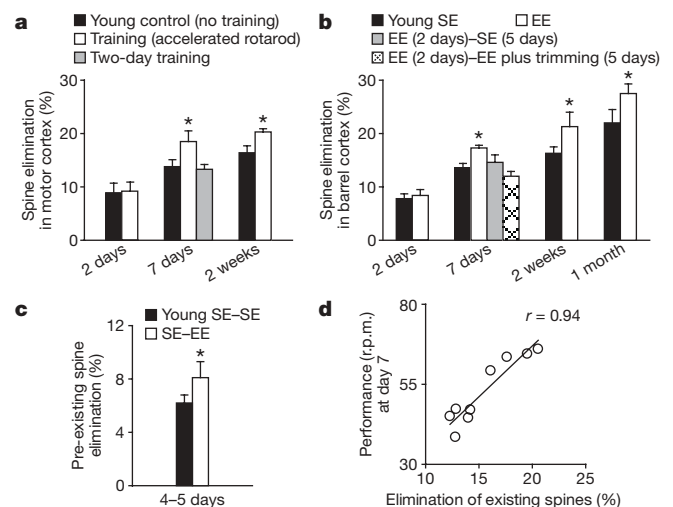 a
Young control (no training)
Training (accelerated rotarod)
Two-day training
Spine elimination
in motor cortex (%)
30
20
10
0
*
*
2 days
7 days
2 weeks
b
Young SE
EE
EE (2 days)–SE (5 days)
EE (2 days)–EE plus trimming (5 days)
Spine elimination
in barrel cortex (%)
30
20
10
0
*
*
*
2 days
7 days
2 weeks
1 month
c
Young SE–SE
SE–EE
Pre-existing spine
elimination (%)
12
8
4
0
*
4–5 days
d
r = 0.94
Performance (r.p.m.)
at day 7
80
55
30
10
15
20
25
Elimination of existing spines (%)